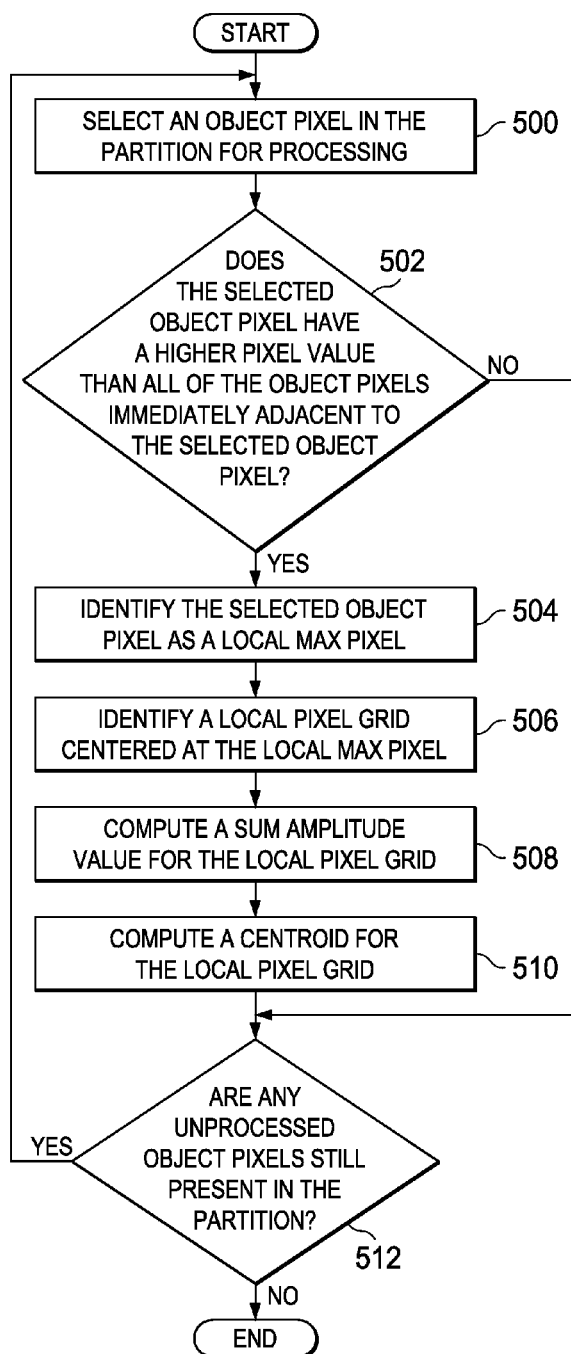 START
SELECT AN OBJECT PIXEL IN THE
PARTITION FOR PROCESSING
500
DOES
THE SELECTED
OBJECT PIXEL HAVE
A HIGHER PIXEL VALUE
THAN ALL OF THE OBJECT PIXELS
IMMEDIATELY ADJACENT TO
THE SELECTED OBJECT
PIXEL?
502
NO
YES
IDENTIFY THE SELECTED OBJECT
PIXEL AS A LOCAL MAX PIXEL
504
IDENTIFY A LOCAL PIXEL GRID
CENTERED AT THE LOCAL MAX PIXEL
506
COMPUTE A SUM AMPLITUDE
VALUE FOR THE LOCAL PIXEL GRID
508
COMPUTE A CENTROID FOR
THE LOCAL PIXEL GRID
510
ARE ANY
UNPROCESSED
OBJECT PIXELS STILL
PRESENT IN THE
PARTITION?
YES
512
NO
END